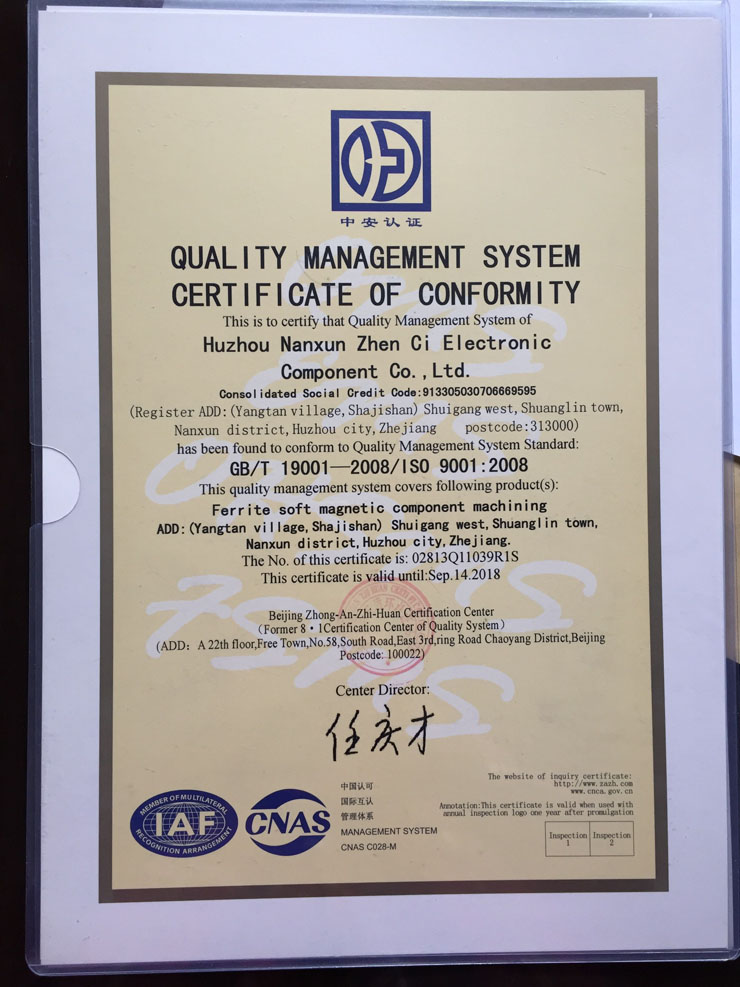 中安认证
QUALITY MANAGEMENT SYSTEM
CERTIFICATE OF CONFORMITY
This is to certify that Quality Management System of
Huzhou Nanxun Zhen Ci Electronic
Component Co.,Ltd.
Consolidated Social Credit Code:913305030706669595
(Register ADD:(Yangtan village,Shajishan) Shuigang west,Shuanglin town,
Nanxun district,Huzhou city,Zhejiang postcode:313000)
has been found to conform to Quality Management System Standard:
GB/T 19001—2008/ISO 9001:2008
This quality management system covers following product(s):
Ferrite soft magnetic component machining
ADD:(Yangtan village,Shajishan) Shuigang west,Shuanglin town,
Nanxun district,Huzhou city,Zhejiang.
The No. of this certificate is: 02813Q11039R1S
This certificate is valid until:Sep.14.2018
Beijing Zhong-An-Zhi-Huan Certification Center
(Former 8·1Certification Center of Quality System)
(ADD: A 22th floor,Free Town,No.58,South Road,East 3rd,ring Road Chaoyang District,Beijing
Postcode: 100022)
Center Director:
任庆才
MEMBER OF MULTILATERAL
IAF
RECOGNITION ARRANGEMENT
CNAS
中国认可
国际互认
管理体系
MANAGEMENT SYSTEM
CNAS C028-M
The website of inquiry certificate:
http://www.zazh.com
www.cnca.gov.cn
Annotation:This certificate is valid when used with
annual inspection logo one year after promulgation
Inspection 1
Inspection 2